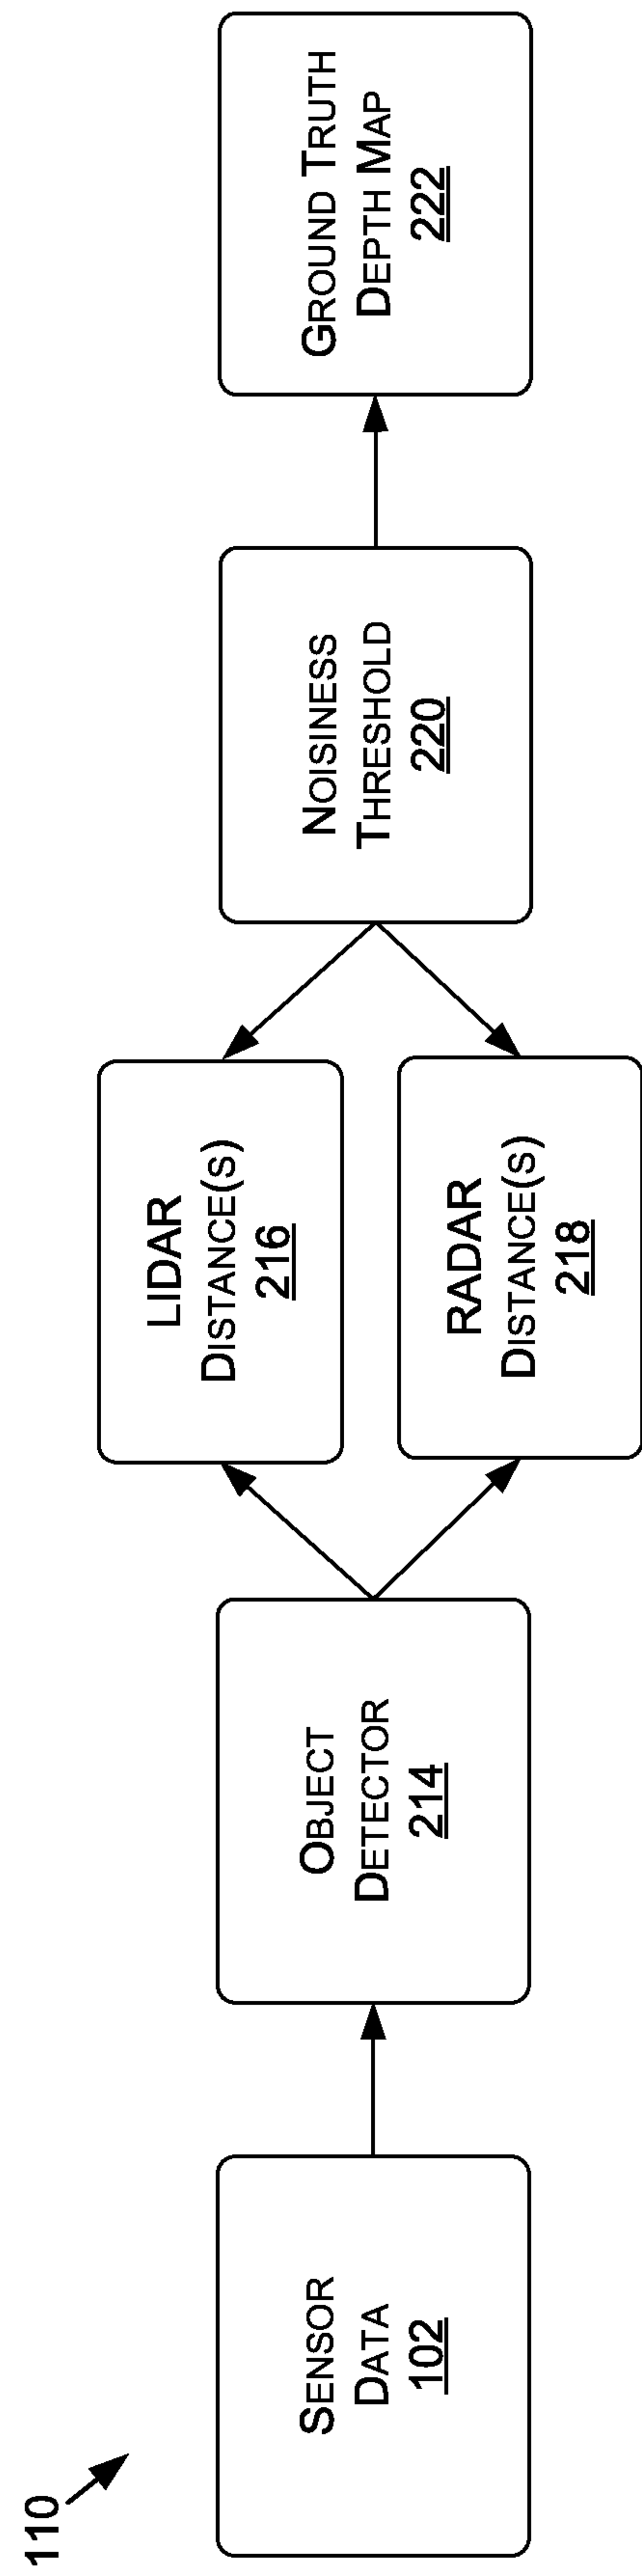 110
SENSOR
DATA
102
OBJECT
DETECTOR
214
LIDAR
DISTANCE(S)
216
RADAR
DISTANCE(S)
218
NOISINESS
THRESHOLD
220
GROUND TRUTH
DEPTH MAP
222